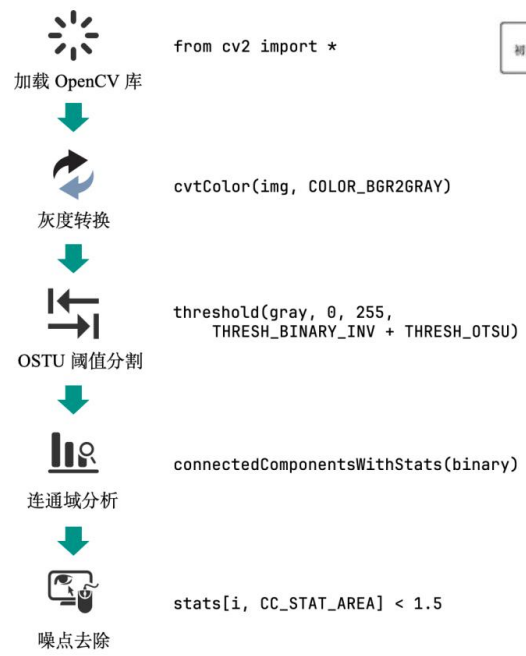 from cv2 import *
加载 OpenCV 库
cvtColor(img, COLOR_BGR2GRAY)
灰度转换
threshold(gray, 0, 255,
THRESH_BINARY_INV + THRESH_OTSU)
OSTU 阈值分割
connectedComponentsWithStats(binary)
连通域分析
stats[i, CC_STAT_AREA] < 1.5
噪点去除